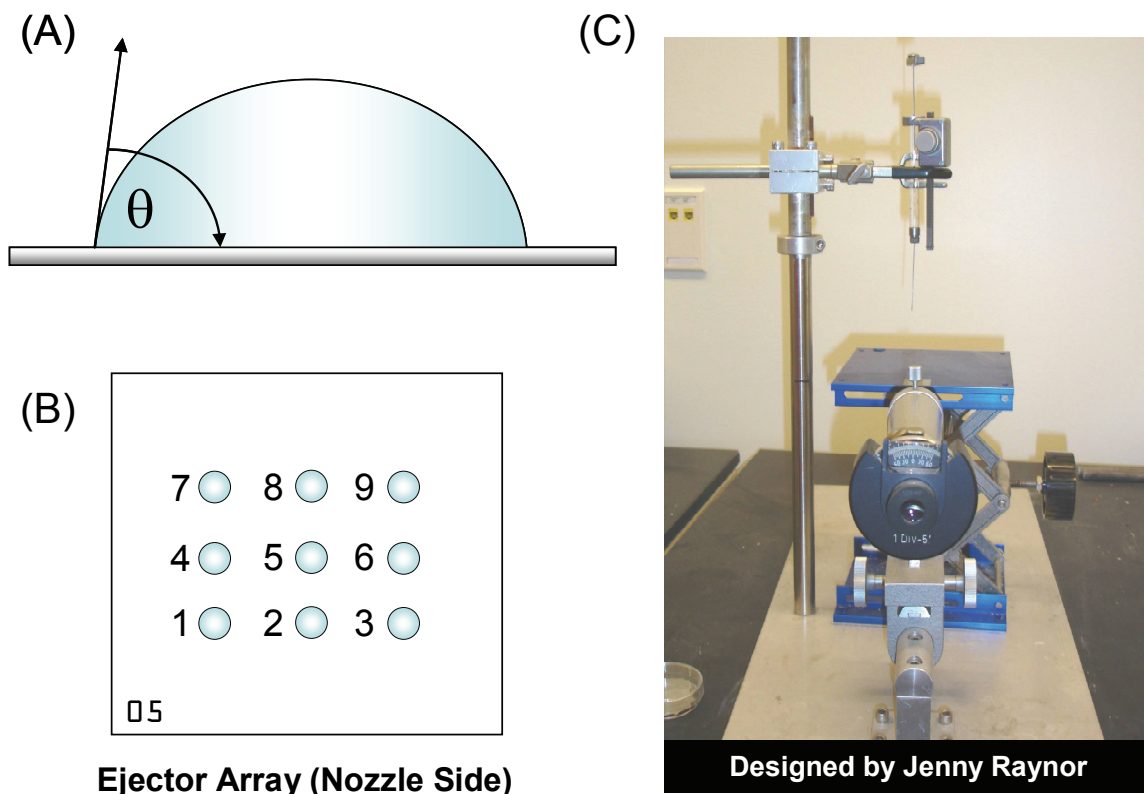 (A)
θ
(B)
7 8 9
4 5 6
1 2 3
05
Ejector Array (Nozzle Side)
(C)
1 Div-5'
Designed by Jenny Raynor